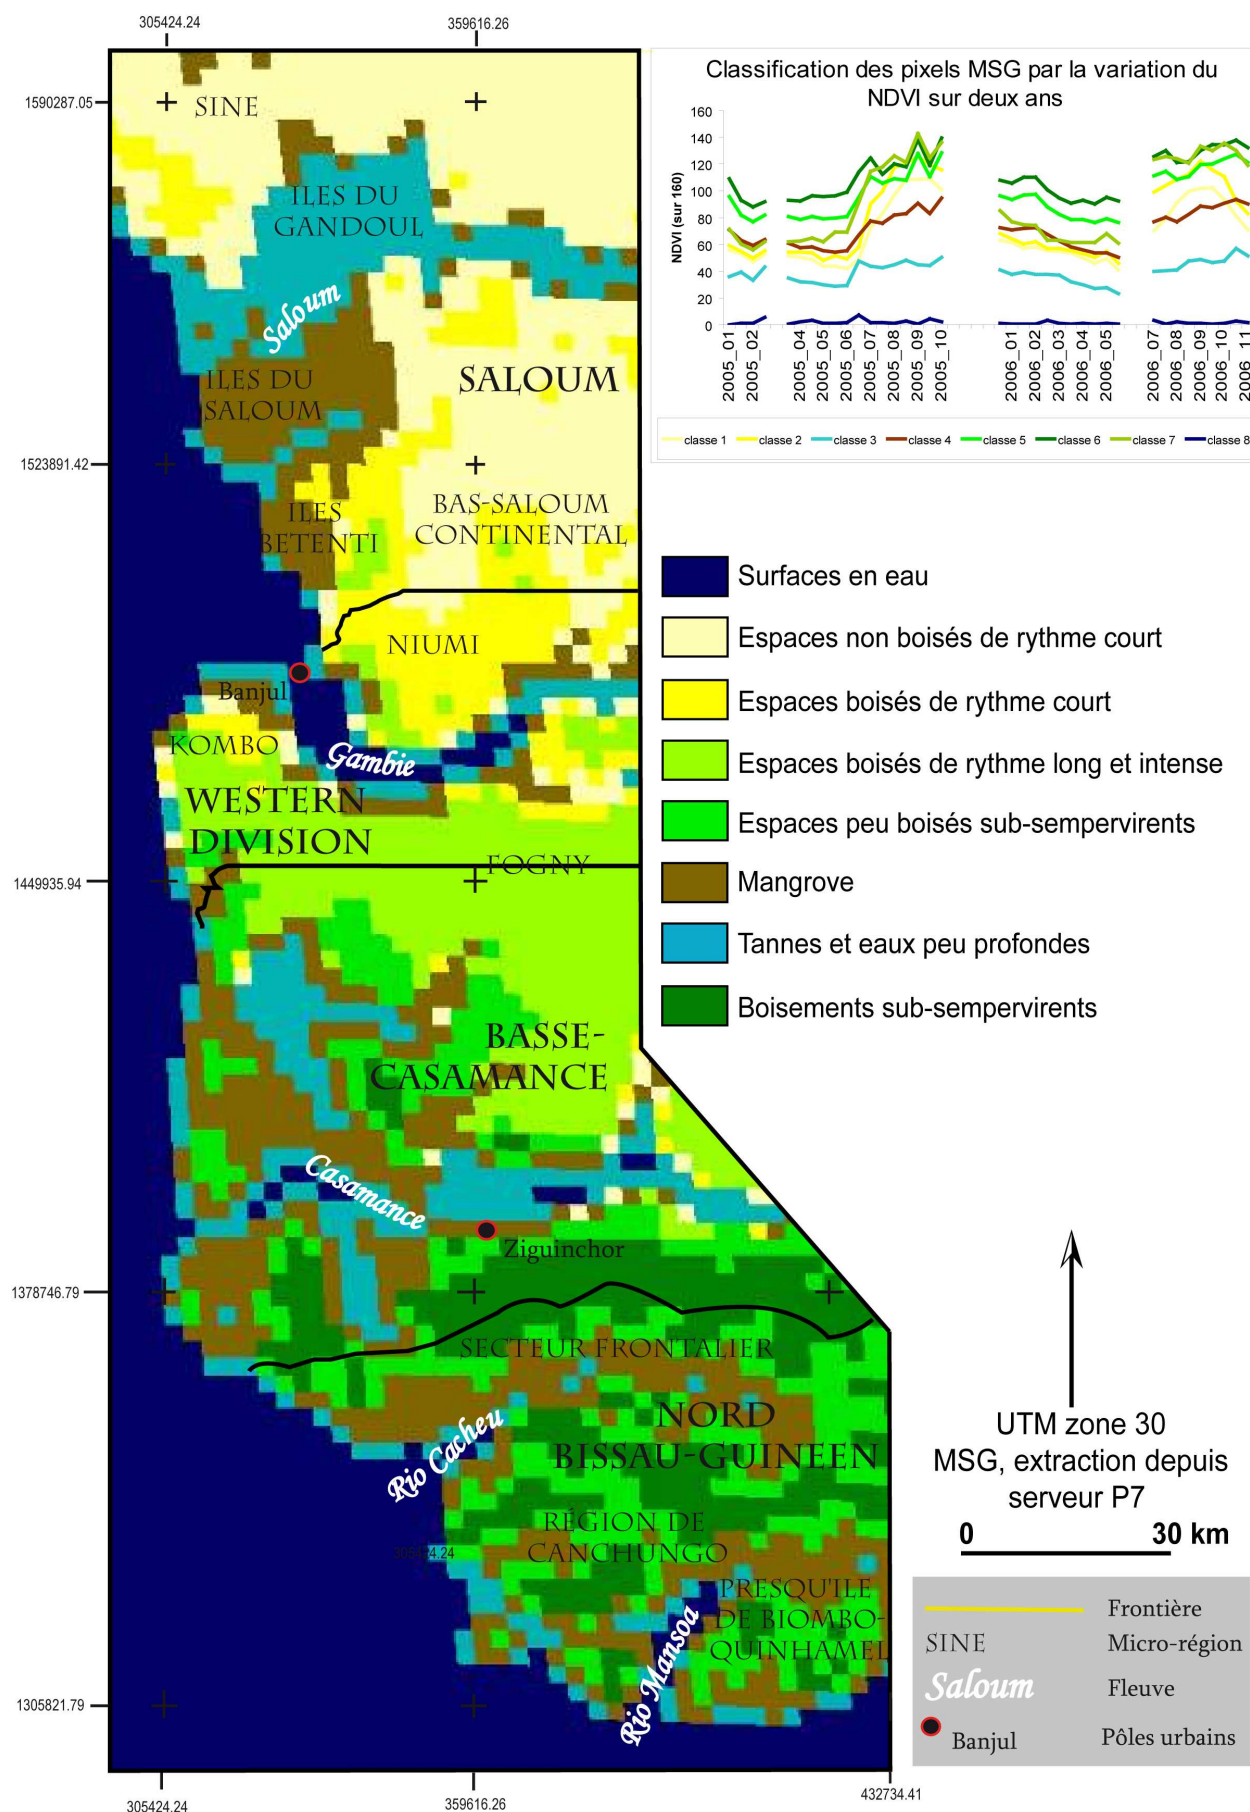 305424.24
359616.26
1590287.05
1523891.42
1449935.94
1378746.79
1305821.79
305424.24
359616.26
432734.41
SINE
ILES DU
GANDOUL
Saloum
ILES DU
SALOUM
SALOUM
ILES
BETENTI
BAS-SALOUM
CONTINENTAL
NIUMI
Banjul
KOMBO
Gambie
WESTERN
DIVISION
FOGNY
BASSE-
CASAMANCE
Casamance
Ziguinchor
SECTEUR FRONTALIER
NORD
BISSAU-GUINEEN
Rio Cacheu
RÉGION DE
CANCHUNGO
305424.24
PRESQU'ILE
DE BIOMBO-
QUINHAMEL
Rio Mansoa
Classification des pixels MSG par la variation du
NDVI sur deux ans
NDVI (sur 160)
160
140
120
100
80
60
40
20
0
2005_01
2005_02
2005_04
2005_05
2005_06
2005_07
2005_08
2005_09
2005_10
2006_01
2006_03
2006_04
2006_05
2006_07
2006_08
2006_09
2006_10
2006_11
classe 1 classe 2 classe 3 classe 4 classe 5 classe 6 classe 7 classe 8
Surfaces en eau
Espaces non boisés de rythme court
Espaces boisés de rythme court
Espaces boisés de rythme long et intense
Espaces peu boisés sub-sempervirents
Mangrove
Tannes et eaux peu profondes
Boisements sub-sempervirents
UTM zone 30
MSG, extraction depuis
serveur P7
0 30 km
Frontière
SINE Micro-région
Saloum Fleuve
Banjul Pôles urbains